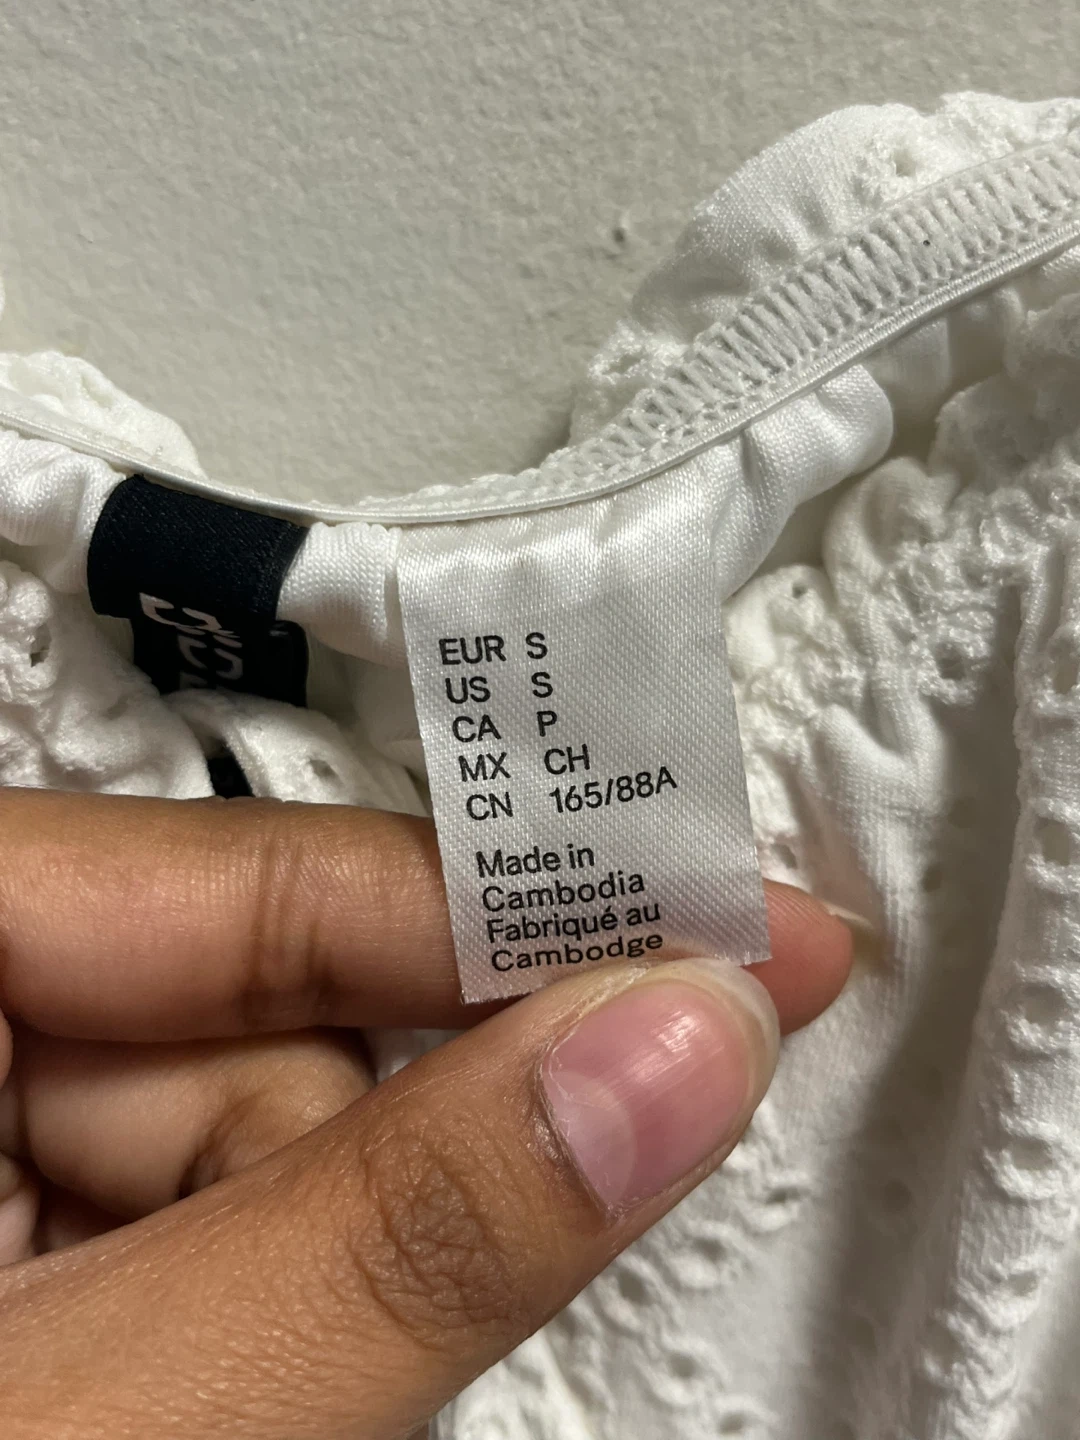 EUR S
US S
CA P
MX CH
CN 165/88A
Made in
Cambodia
Fabriqué au
Cambodge